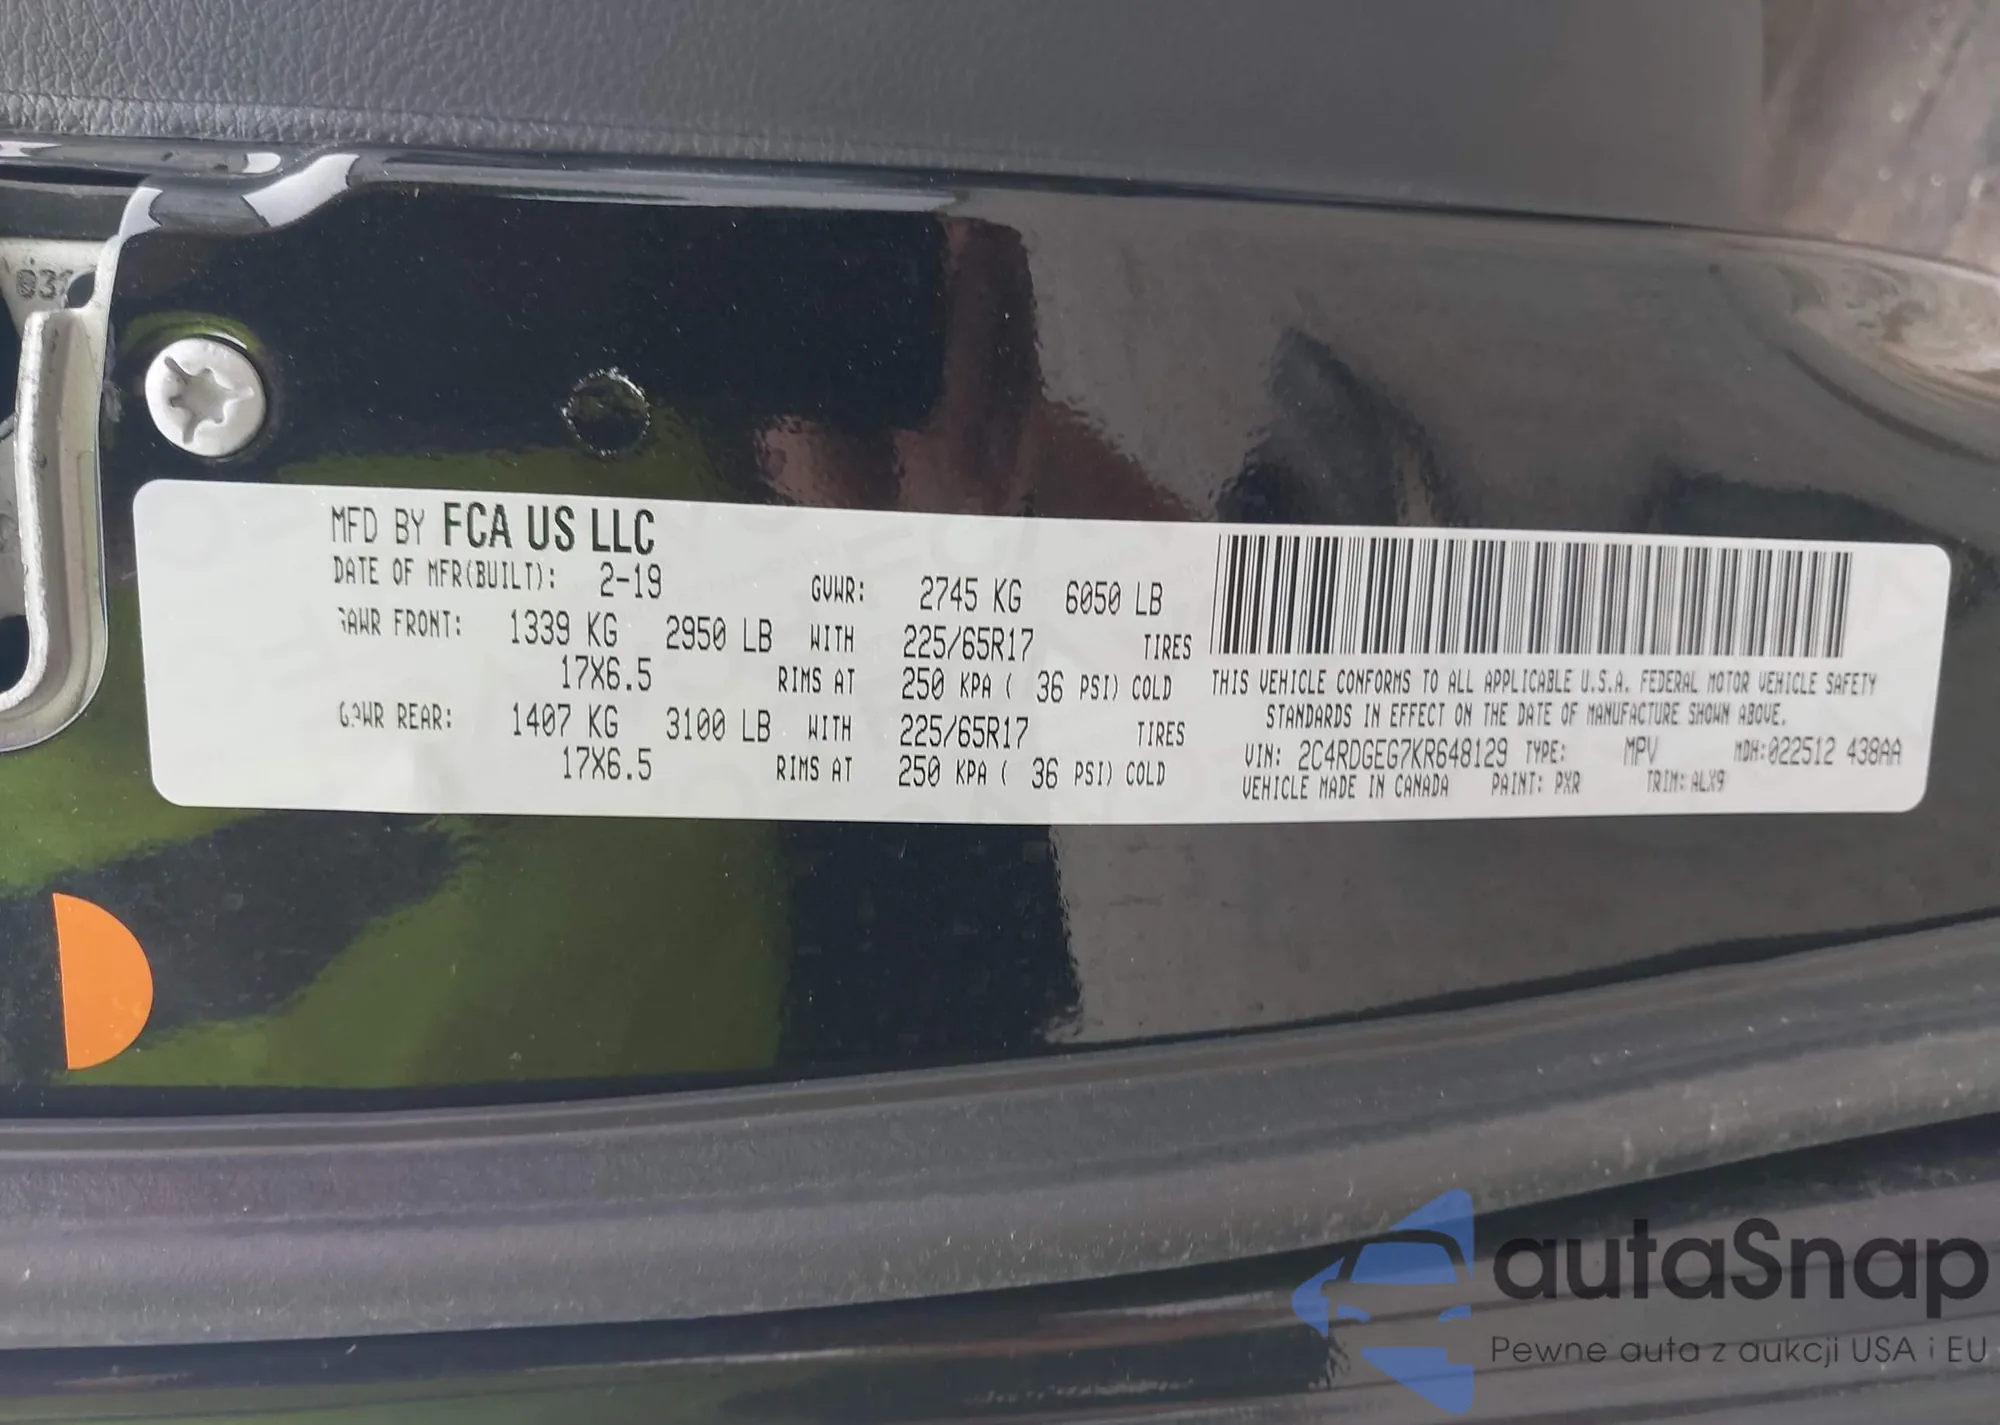 MFD BY FCA US LLC
DATE OF MFR(BUILT): 2-19 GVWR: 2745 KG 6050 LB
GAWR FRONT: 1339 KG 2950 LB WITH 225/65R17 TIRES
17X6.5 RIMS AT 250 KPA ( 36 PSI) COLD
GAWR REAR: 1407 KG 3100 LB WITH 225/65R17 TIRES
17X6.5 RIMS AT 250 KPA ( 36 PSI) COLD
THIS VEHICLE CONFORMS TO ALL APPLICABLE U.S.A. FEDERAL MOTOR VEHICLE SAFETY
STANDARDS IN EFFECT ON THE DATE OF MANUFACTURE SHOWN ABOVE.
VIN: 2C4RDGEG7KR648129 TYPE: MPV MDH:022512 438AA
VEHICLE MADE IN CANADA PAINT: PXR TRIM: ALX9
autaSnap
Pewne auta z aukcji USA i EU